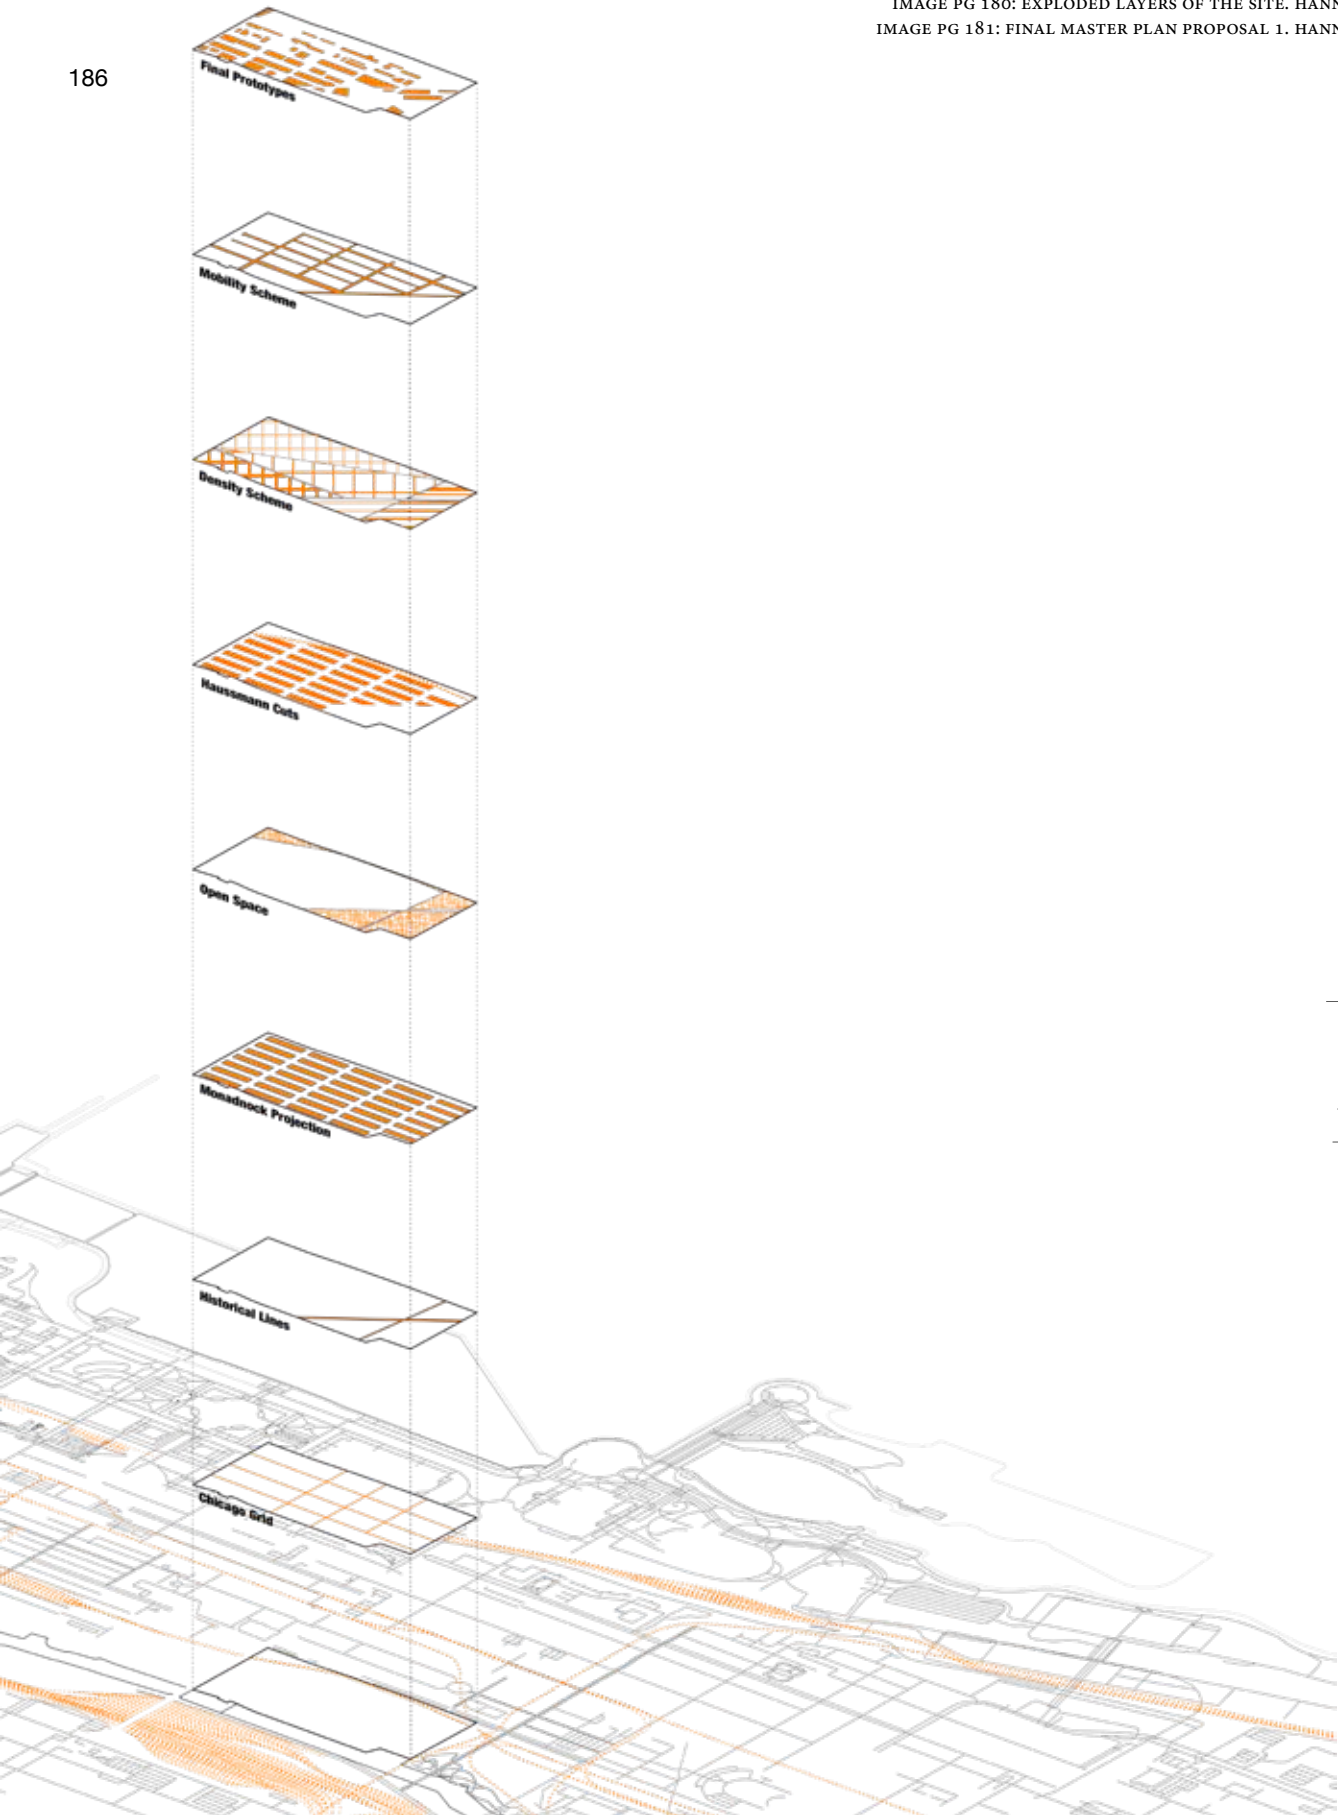 IMAGE PG 180: EXPLODED LAYERS OF THE SITE. HANN
IMAGE PG 181: FINAL MASTER PLAN PROPOSAL 1. HANN
186
Final Prototypes
Mobility Scheme
Density Scheme
Haussmann Cuts
Open Space
Monadnock Projection
Historical Lines
Chicago Grid